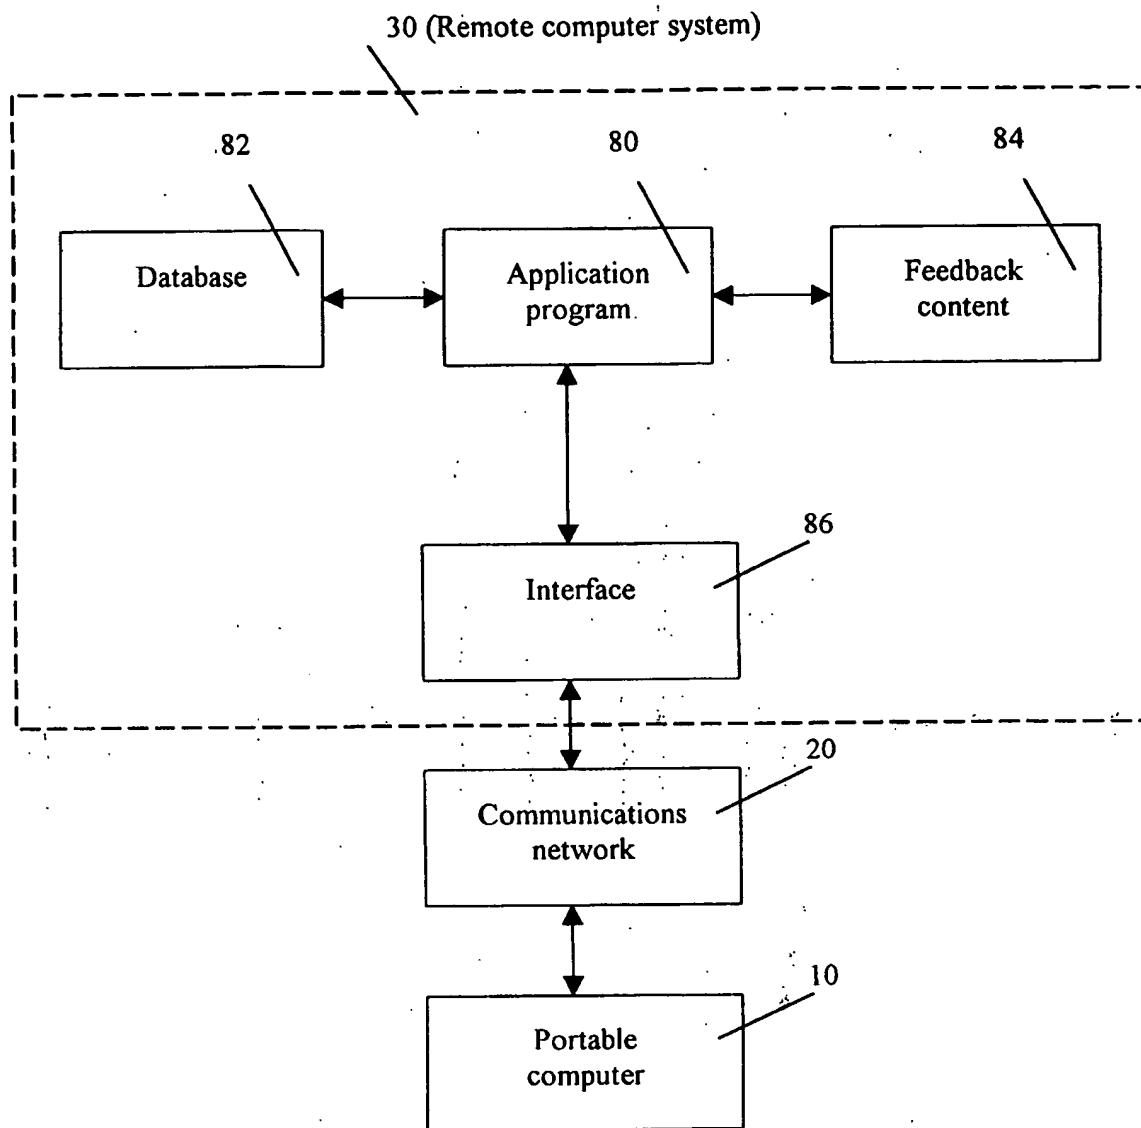 30 (Remote computer system)
82
80
84
Database
Application
program
Feedback
content
86
Interface
20
Communications
network
10
Portable
computer